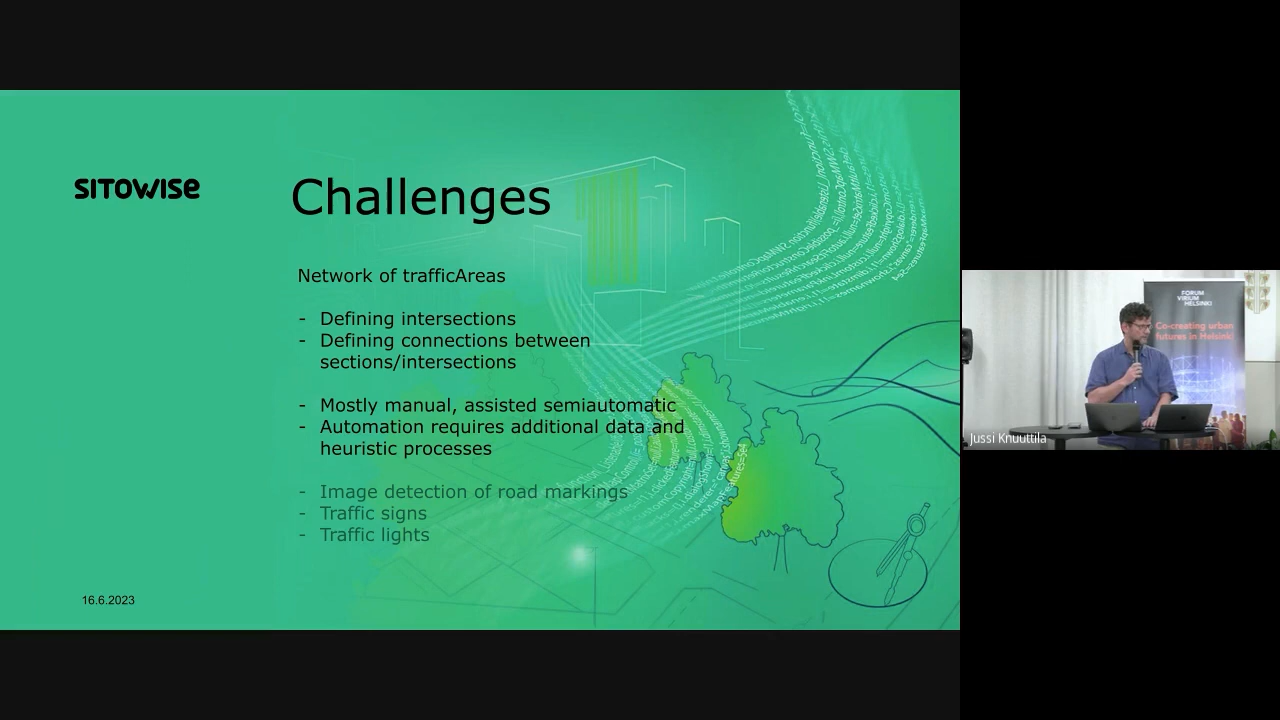 SITOWISE
Challenges
Network of trafficAreas
- Defining intersections
- Defining connections between
sections/intersections
- Mostly manual, assisted semiautomatic
- Automation requires additional data and
heuristic processes
- Image detection of road markings
- Traffic signs
- Traffic lights
16.6.2023
FORUM
VIRIUM
HELSINKI
Co-creating urban
futures in Helsinki
Jussi Knuuttila